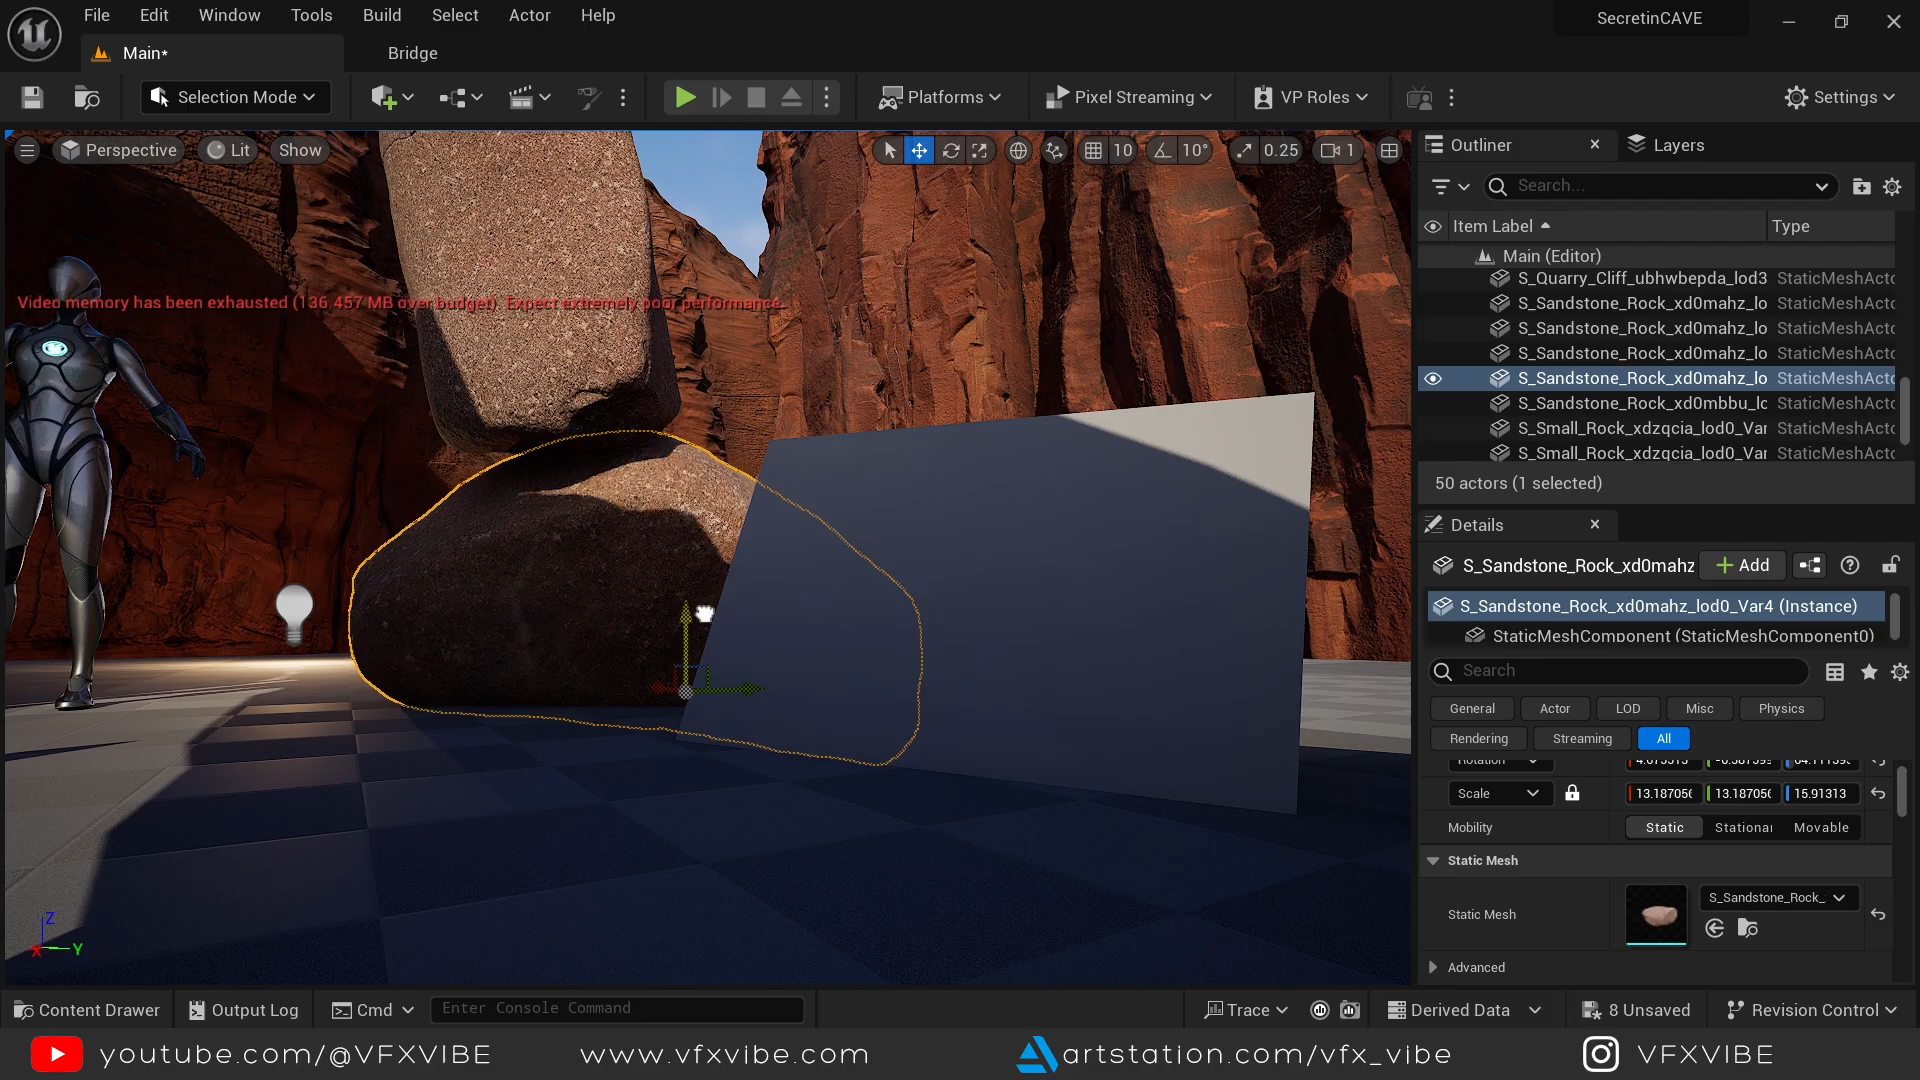 File Edit Window Tools Build Select Actor Help
SecretinCAVE
Main*
Bridge
Selection Mode
Platforms
Pixel Streaming
VP Roles
Settings
Perspective
Lit
Show
10
10°
0.25
1
Video memory has been exhausted (136.457 MB over budget). Expect extremely poor performance.
Z
X
Y
Outliner
Layers
Search...
Item Label
Type
Main (Editor)
S_Quarry_Cliff_ubhwbepda_lod3 StaticMeshActo
S_Sandstone_Rock_xd0mahz_lo StaticMeshActo
S_Sandstone_Rock_xd0mahz_lo StaticMeshActo
S_Sandstone_Rock_xd0mahz_lo StaticMeshActo
S_Sandstone_Rock_xd0mahz_lo StaticMeshActo
S_Sandstone_Rock_xd0mbbu_lo StaticMeshActo
S_Small_Rock_xdzqcia_lod0_Var StaticMeshActo
S_Small_Rock_xdzqcia_lod0_Var StaticMeshActo
50 actors (1 selected)
Details
S_Sandstone_Rock_xd0mahz
Add
S_Sandstone_Rock_xd0mahz_lod0_Var4 (Instance)
StaticMeshComponent (StaticMeshComponent0)
Search
General Actor LOD Misc Physics
Rendering Streaming All
Rotation
Scale 13.187056 13.187056 15.91313
Mobility Static Stationar Movable
Static Mesh
Static Mesh
S_Sandstone_Rock_
Advanced
Content Drawer
Output Log
Cmd
Enter Console Command
Trace
Derived Data
8 Unsaved
Revision Control
youtube.com/@VFXVIBE
www.vfxvibe.com
artstation.com/vfx_vibe
VFXVIBE